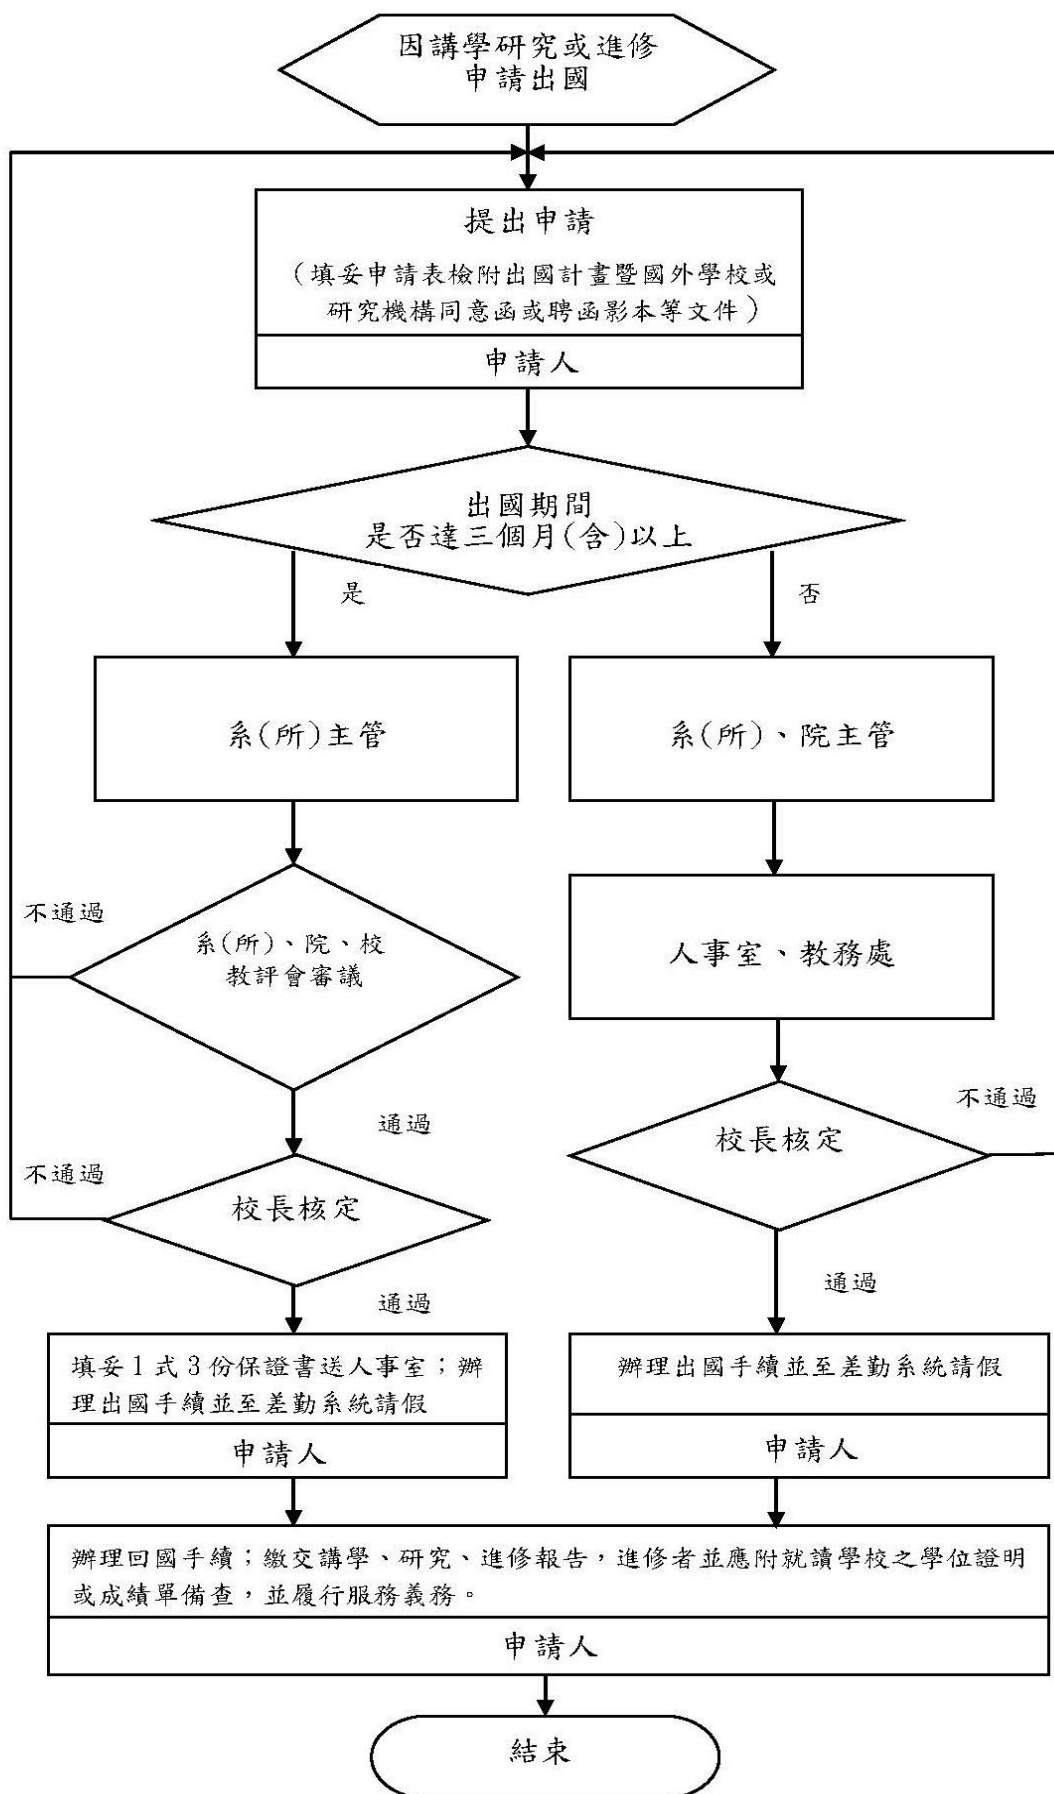 因講學研究或進修
申請出國
提出申請
（填妥申請表檢附出國計畫暨國外學校或
研究機構同意函或聘函影本等文件）
申請人
出國期間
是否達三個月(含)以上
是
否
系(所)主管
系(所)、院主管
不通過
系(所)、院、校
教評會審議
人事室、教務處
通過
不通過
校長核定
不通過
校長核定
通過
通過
填妥1式3份保證書送人事室；辦
理出國手續並至差勤系統請假
申請人
辦理出國手續並至差勤系統請假
申請人
辦理回國手續；繳交講學、研究、進修報告，進修者並應附就讀學校之學位證明
或成績單備查，並履行服務義務。
申請人
結束